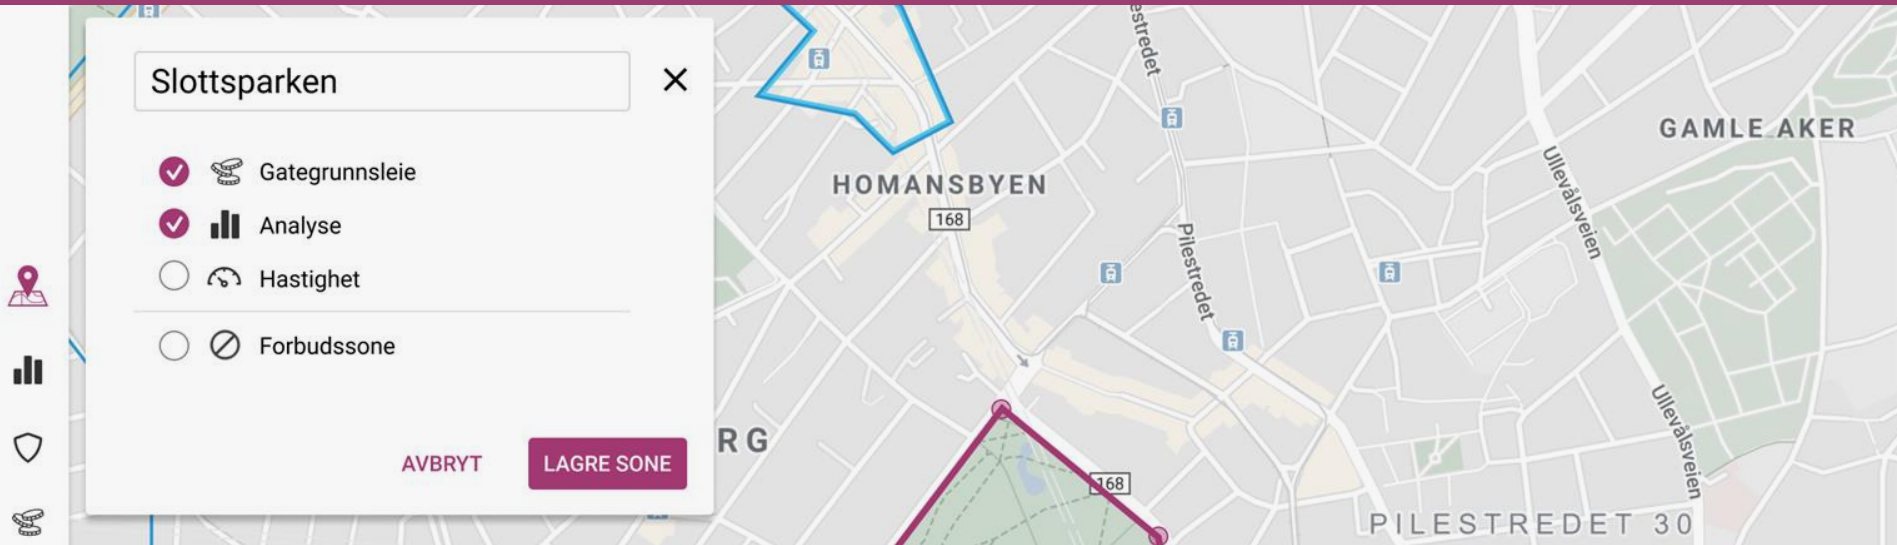 Slottsparken
Gategrunnsleie
Analyse
Hastighet
Forbudssone
AVBRYT
LAGRE SONE
estredet
GAMLE AKER
Ullevålsveien
HOMANSBYEN
168
Pilestredet
Ullevålsveien
RG
168
PILESTREDET 30